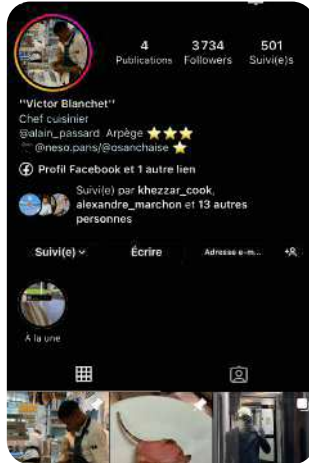 4 3734 501
Publications Followers Suivi(e)s
"Victor Blanchet"
Chef cuisinier
@alain_passard Arpège ⭐⭐⭐
@neso.paris/@osanchaise ⭐
Profil Facebook et 1 autre lien
Suivi(e) par khezzar_cook,
alexandre_marchon et 13 autres
personnes
Suivi(e) Écrire Adresse e-m...
À la une